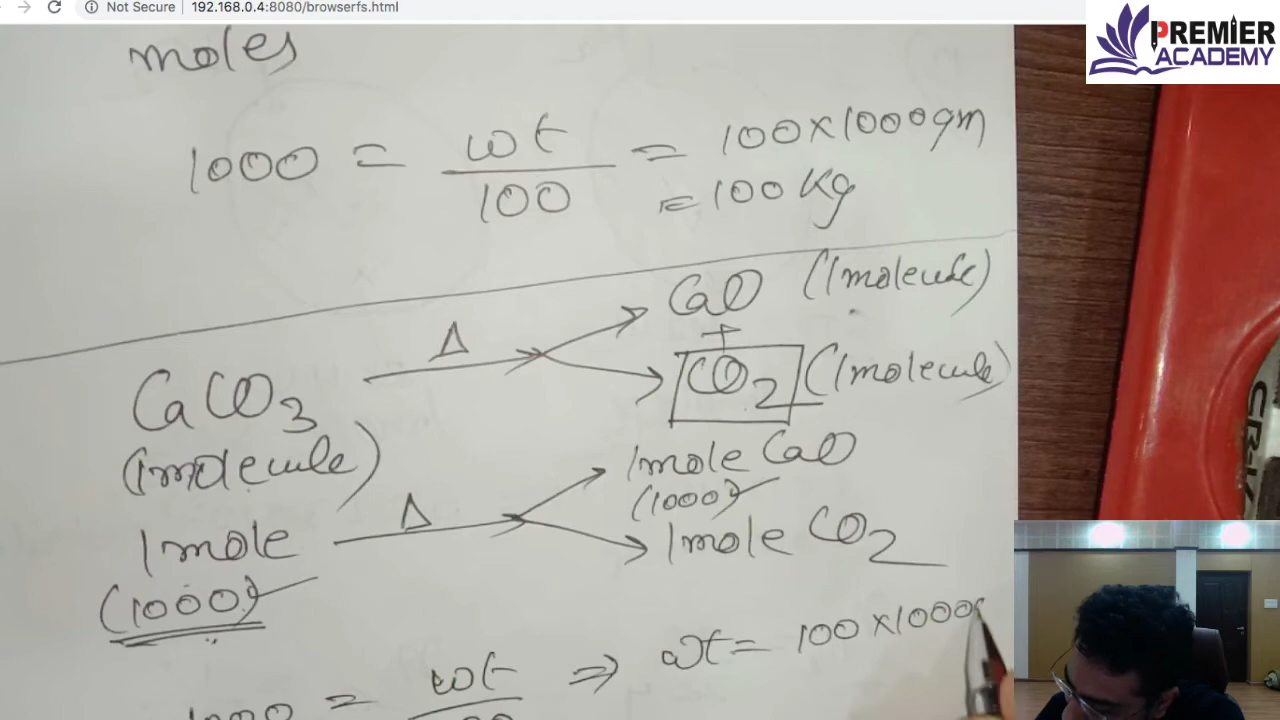 Not Secure | 192.168.0.4:8080/browserfs.html
PREMIER
ACADEMY
moles
1000 = wt / 100 = 100×1000gm
= 100 Kg
CaO (1molecule)
Δ
+
CaCO3
CO2 (1molecule)
(1molecule)
1mole CaO
(1000)
Δ
1mole
1mole CO2
(1000)
wt ⇒ wt = 100×1000
=